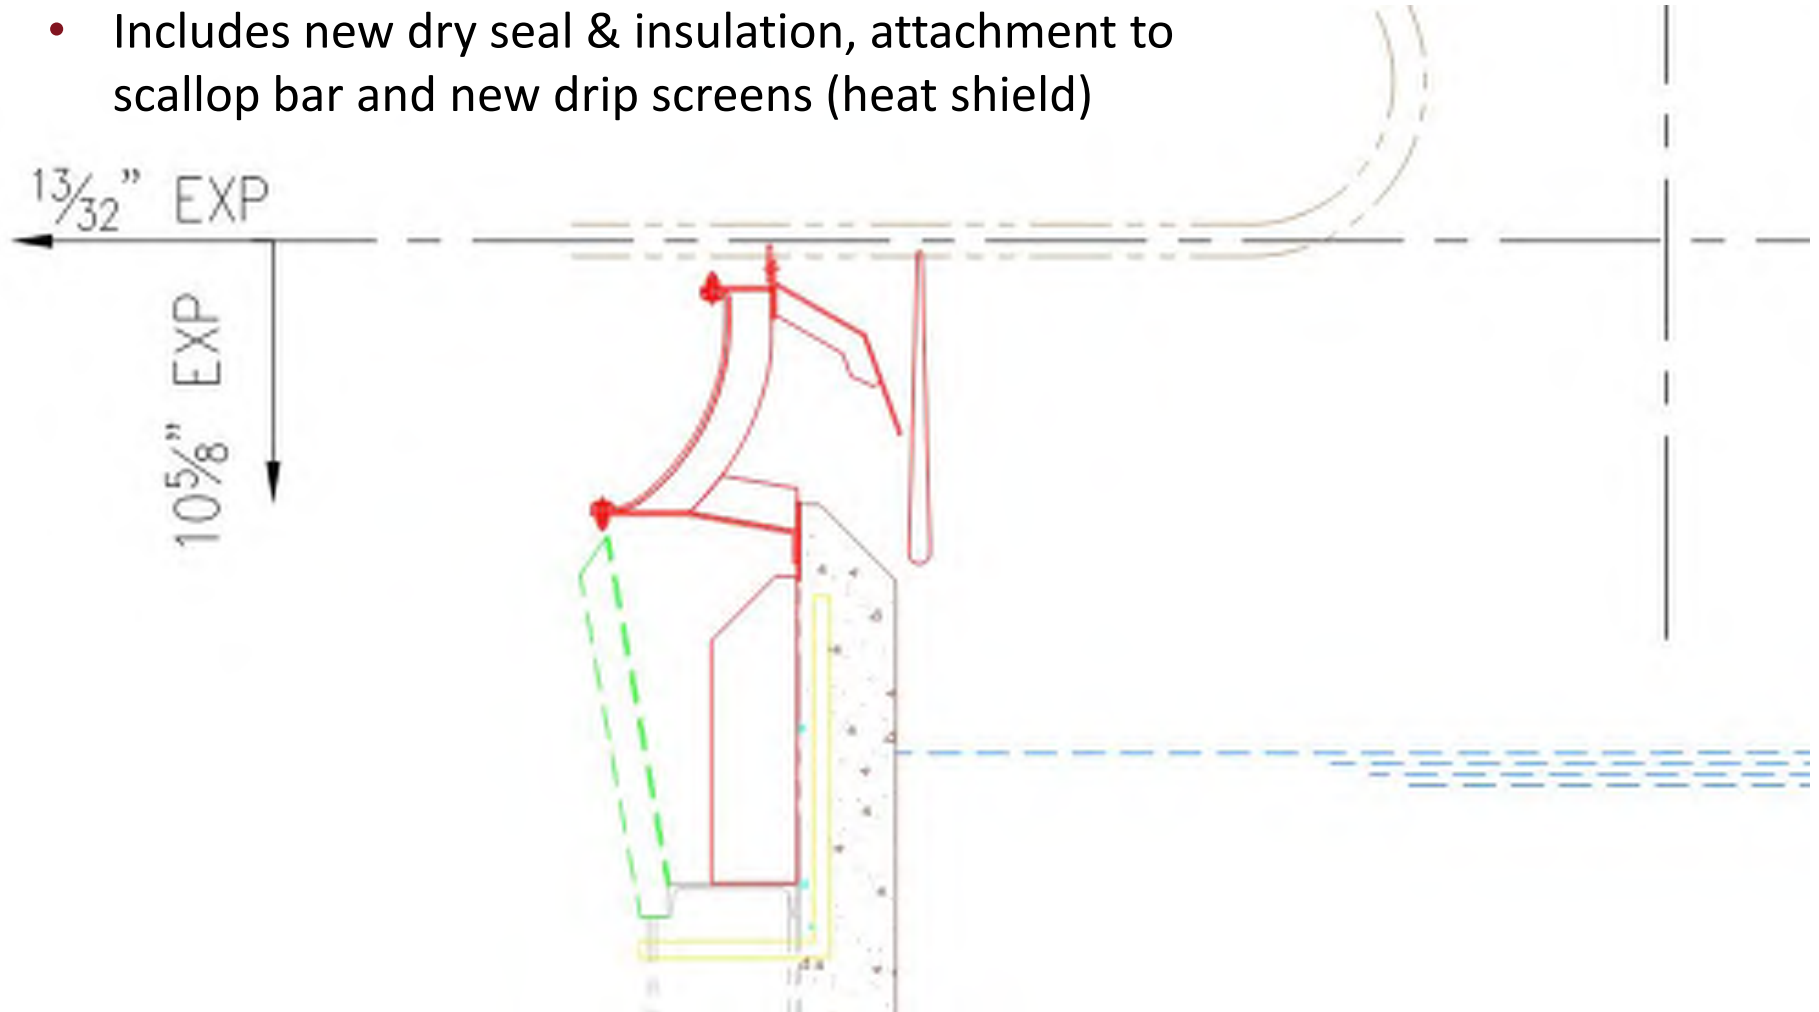 • Includes new dry seal & insulation, attachment to
scallop bar and new drip screens (heat shield)
13/32” EXP
10 5/8” EXP